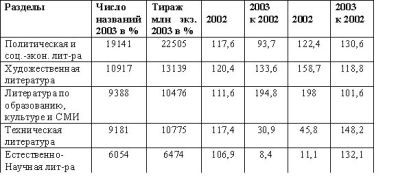 Разделы Число названий 2003 в % Тираж млн экз. 2003 в % 2002 2003 к 2002 2002 2003 к 2002
Политическая и соц.-экон. лит-ра 19141 22505 117,6 93,7 122,4 130,6
Художественная литература 10917 13139 120,4 133,6 158,7 118,8
Литература по образованию, культуре и СМИ 9388 10476 111,6 194,8 198 101,6
Техническая литература 9181 10775 117,4 30,9 45,8 148,2
Естественно-Научная лит-ра 6054 6474 106,9 8,4 11,1 132,1